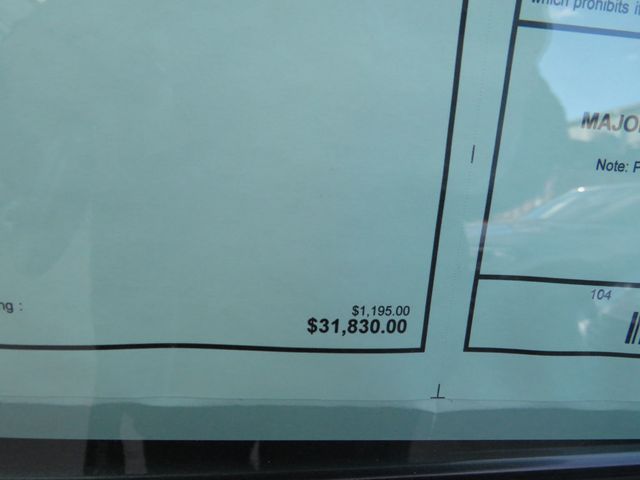 which prohibits
MAJO
Note:
104
ng :
$1,195.00
$31,830.00